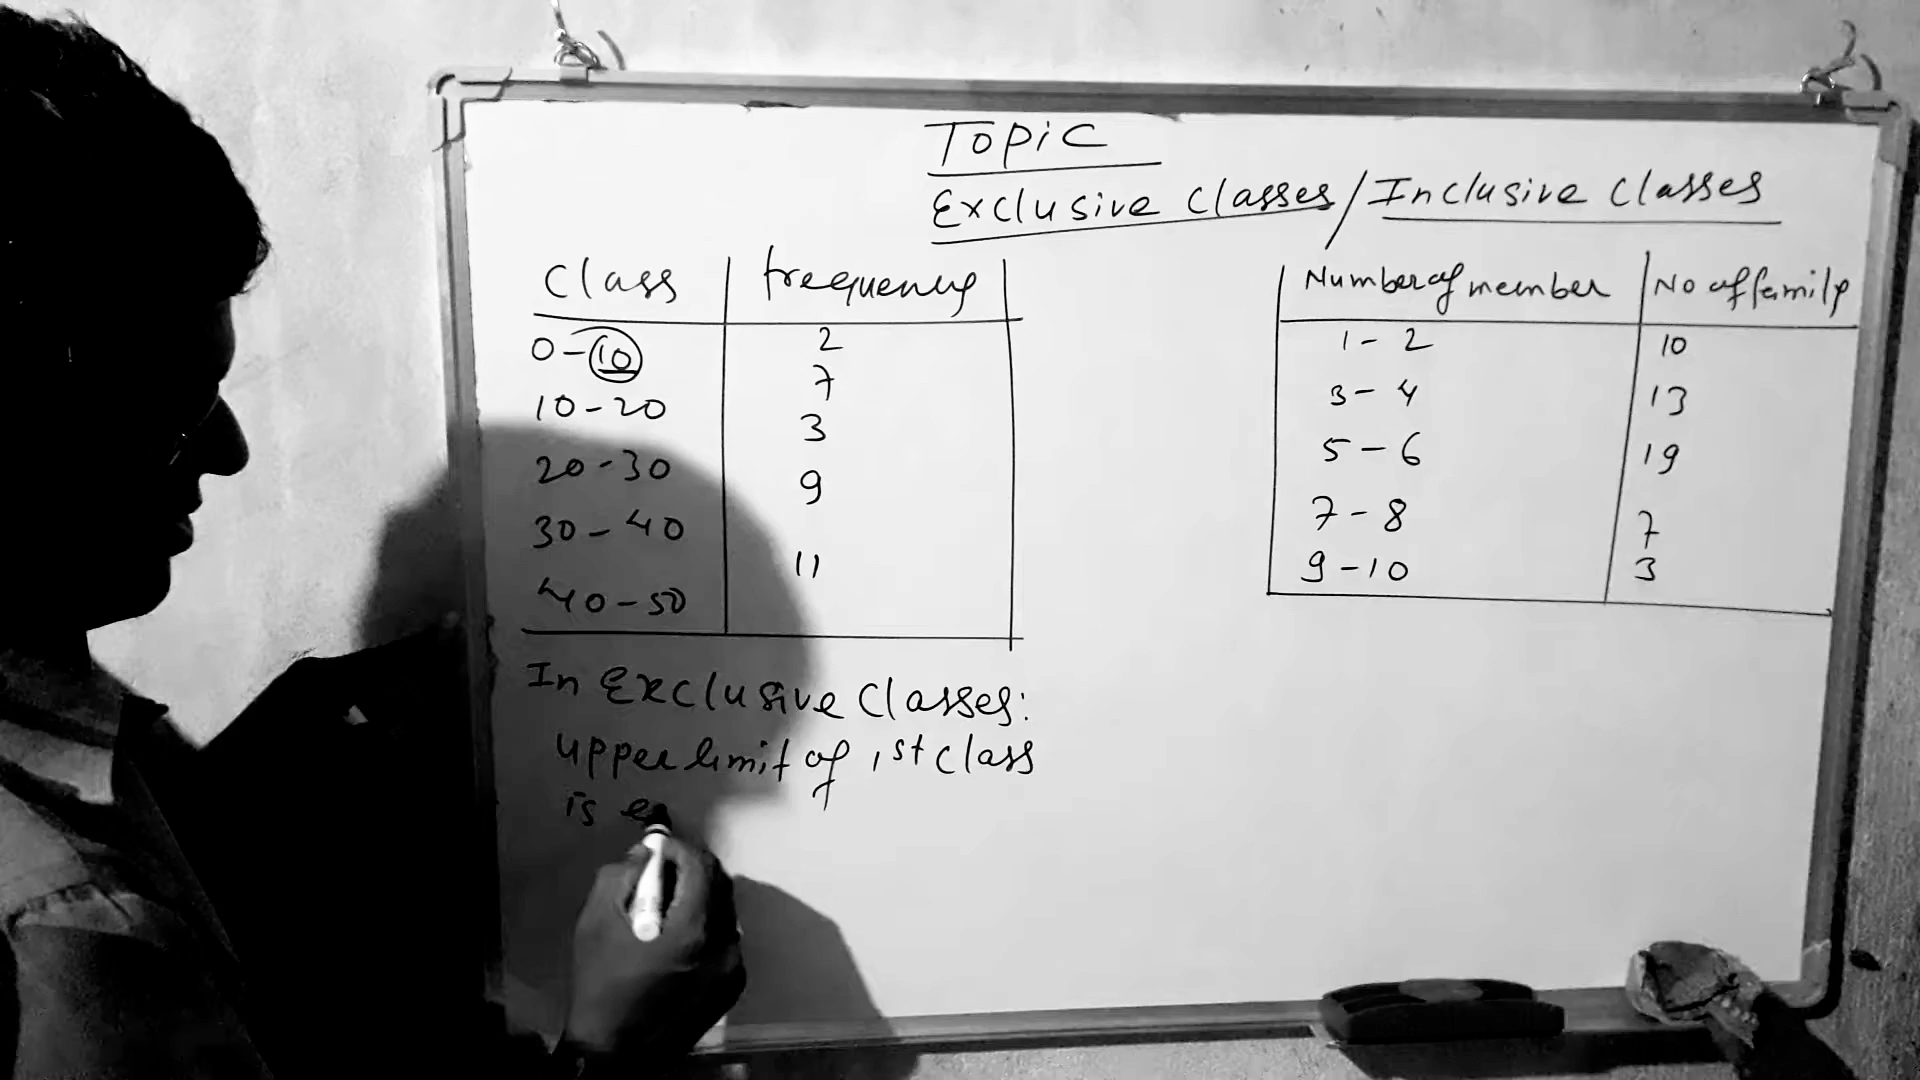 Topic
Exclusive Classes/Inclusive Classes
Class frequency
0-10 2
10-20 7
20-30 3
30-40 9
40-50 11
In Exclusive Classes:
upper limit of 1st class
is
Number of member No of family
1-2 10
3-4 13
5-6 19
7-8 7
9-10 3